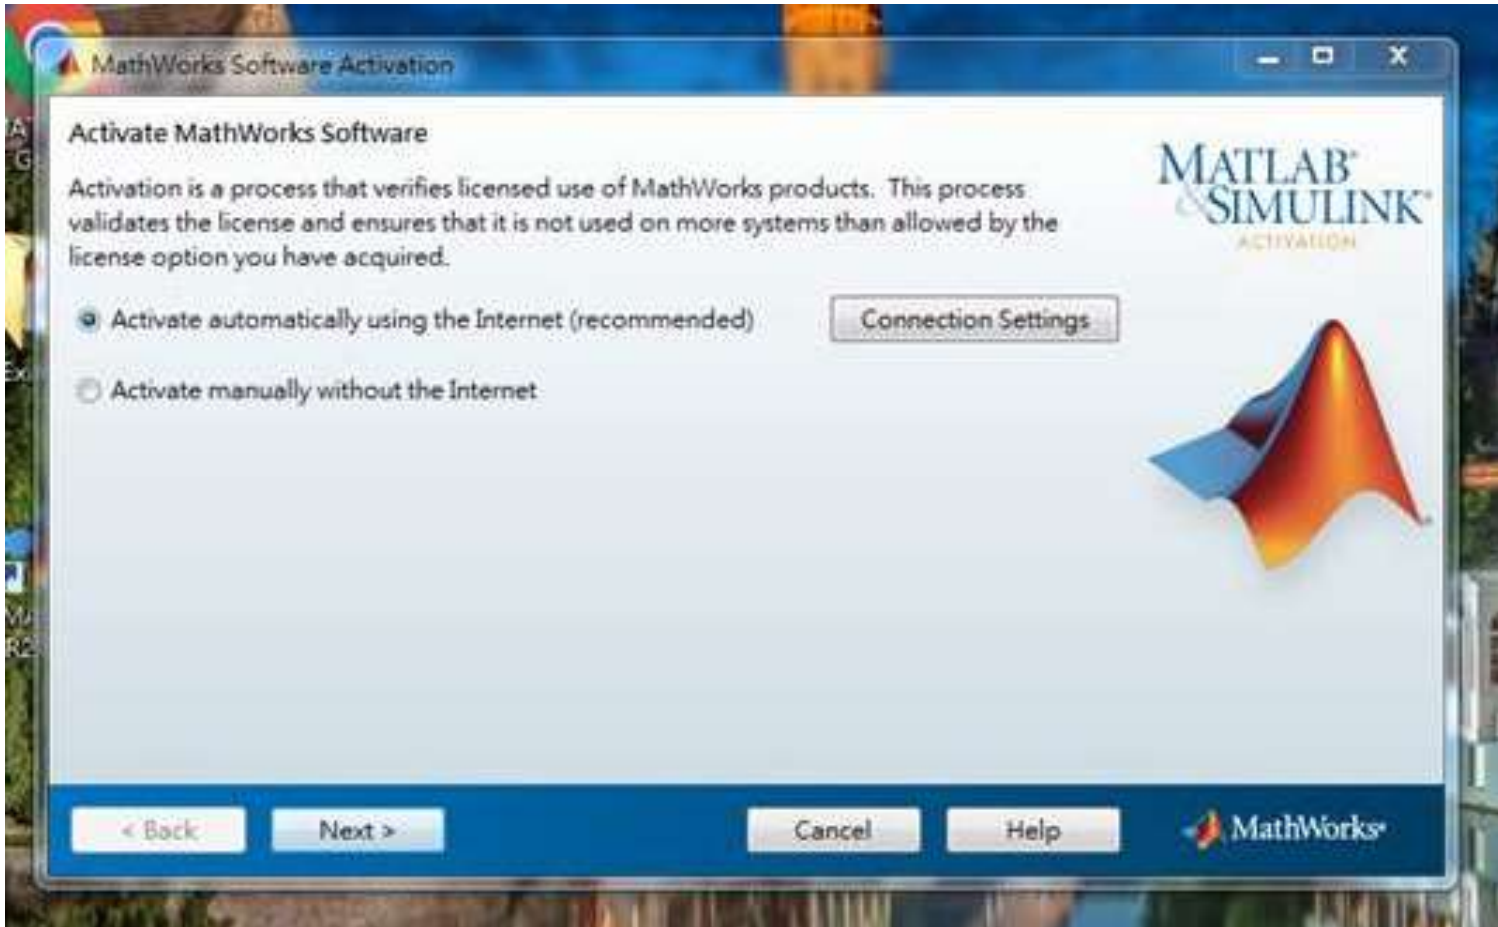 MathWorks Software Activation
Activate MathWorks Software
Activation is a process that verifies licensed use of MathWorks products. This process
validates the license and ensures that it is not used on more systems than allowed by the
license option you have acquired.
Activate automatically using the Internet (recommended)
Connection Settings
Activate manually without the Internet
MATLAB
&SIMULINK
ACTIVATION
< Back
Next >
Cancel
Help
MathWorks